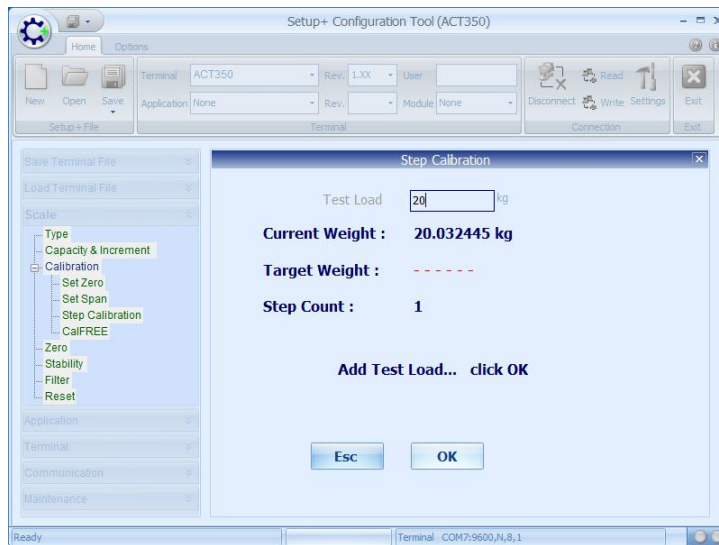 Setup+ Configuration Tool (ACT350)
Home Options
New Open Save
Setup+ File
Terminal ACT350 Rev. 1.XX User
Application None Rev. Module None
Terminal
Disconnect Read Write Settings
Connection
Exit
Exit
Save Terminal File
Load Terminal File
Scale
Type
Capacity & Increment
Calibration
Set Zero
Set Span
Step Calibration
CalFREE
Zero
Stability
Filter
Reset
Application
Terminal
Communication
Maintenance
Step Calibration
Test Load 20 kg
Current Weight : 20.032445 kg
Target Weight : - - - - - -
Step Count : 1
Add Test Load... click OK
Esc OK
Ready Terminal COM7:9600,N,8,1